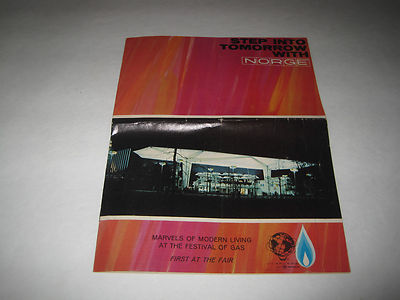 STEP INTO
TOMORROW
WITH
NORGE
MARVELS OF MODERN LIVING
AT THE FESTIVAL OF GAS
FIRST AT THE FAIR